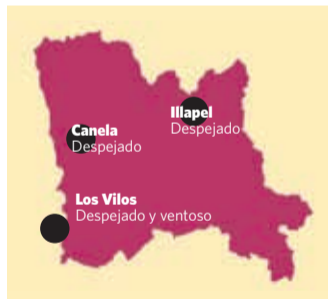 Illapel
Despejado
Canela
Despejado
Los Vilos
Despejado y ventoso